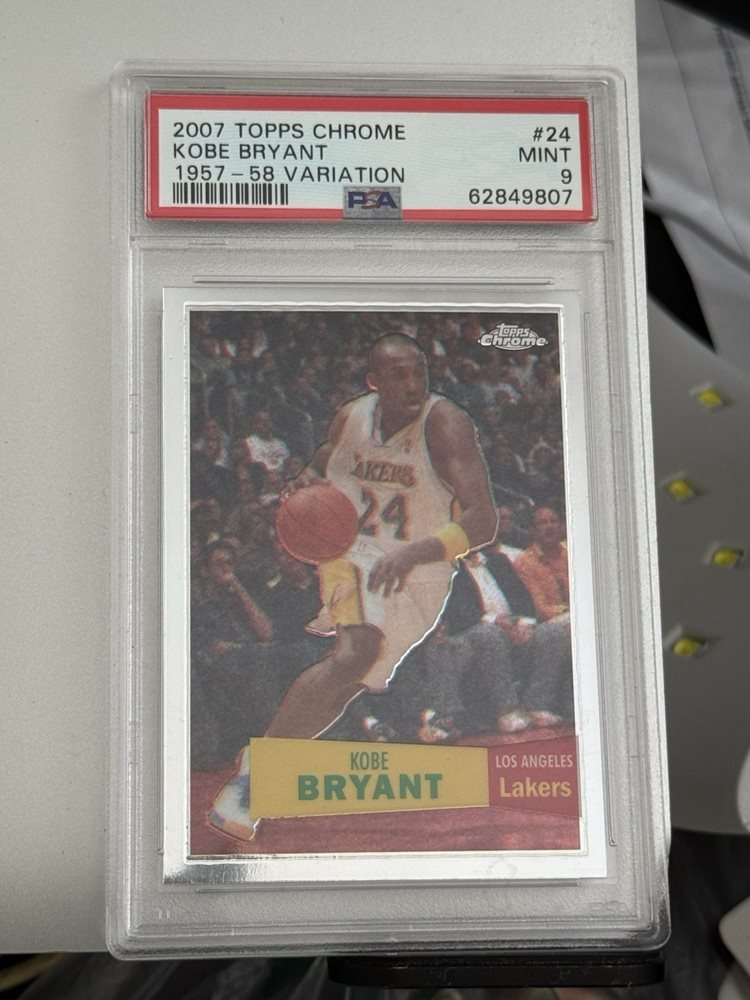 2007 TOPPS CHROME #24
KOBE BRYANT MINT
1957-58 VARIATION 9
PSA 62849807
Topps
Chrome
LAKERS
24
KOBE
BRYANT
LOS ANGELES
Lakers